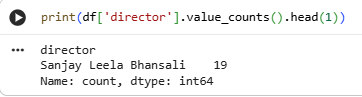 print(df['director'].value_counts().head(1))
director
Sanjay Leela Bhansali    19
Name: count, dtype: int64